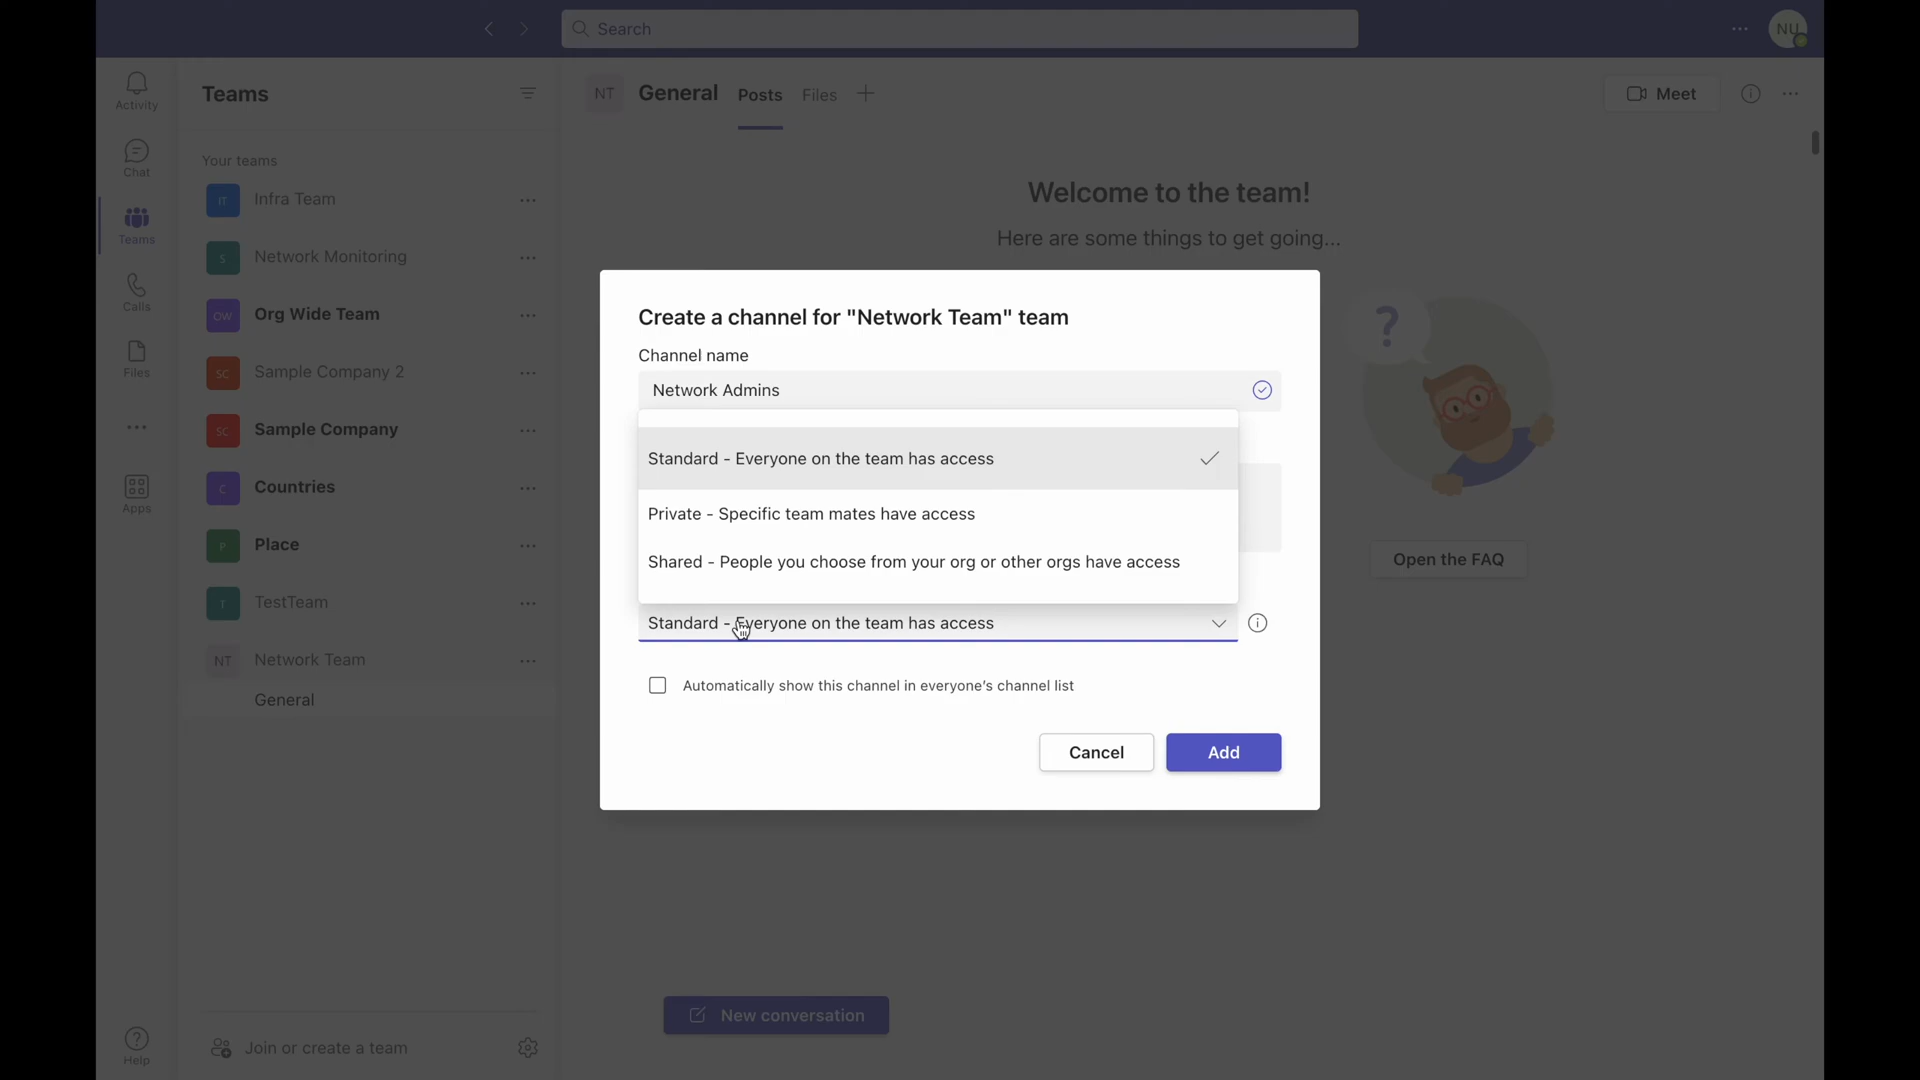 Search
NU
Activity
Chat
Teams
Calls
Files
Apps
Help
Teams
Your teams
IT Infra Team
S Network Monitoring
OW Org Wide Team
SC Sample Company 2
SC Sample Company
C Countries
P Place
T TestTeam
NT Network Team
General
Join or create a team
NT General Posts Files
Meet
Welcome to the team!
Here are some things to get going...
?
Open the FAQ
New conversation
Create a channel for "Network Team" team
Channel name
Network Admins
Standard - Everyone on the team has access
Private - Specific team mates have access
Shared - People you choose from your org or other orgs have access
Standard - Everyone on the team has access
Automatically show this channel in everyone's channel list
Cancel
Add